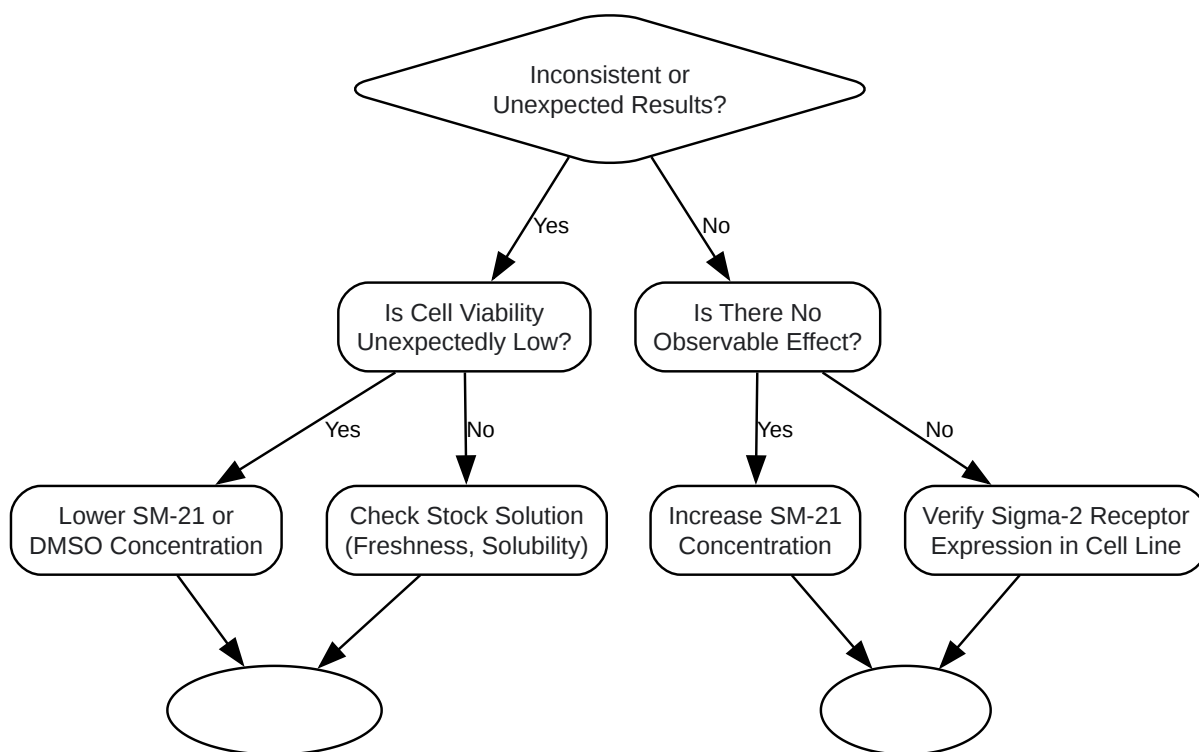 Inconsistent or
Unexpected Results?
Yes
No
Is Cell Viability
Unexpectedly Low?
Is There No
Observable Effect?
Yes
No
Yes
No
Lower SM-21 or
DMSO Concentration
Check Stock Solution
(Freshness, Solubility)
Increase SM-21
Concentration
Verify Sigma-2 Receptor
Expression in Cell Line